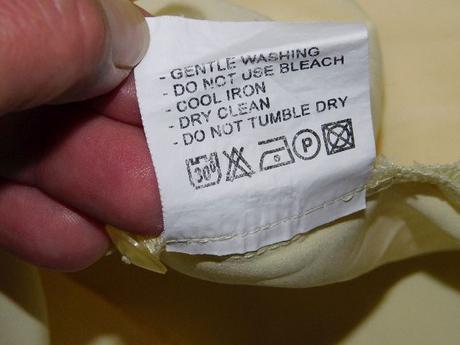 - GENTLE WASHING
- DO NOT USE BLEACH
- COOL IRON
- DRY CLEAN
- DO NOT TUMBLE DRY
30° P